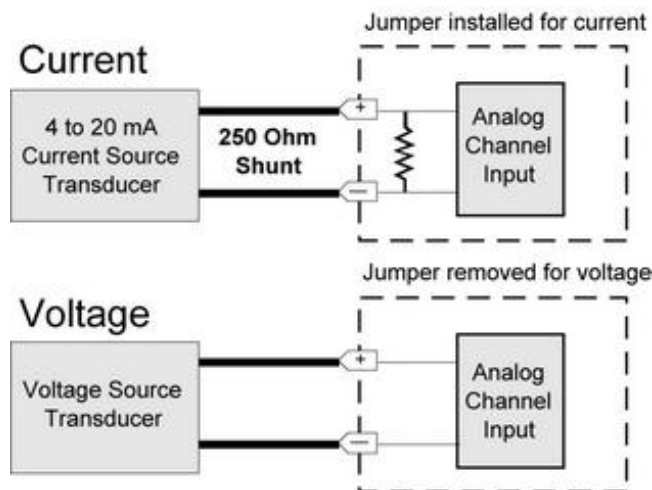 Jumper installed for current
Current
4 to 20 mA
Current Source
Transducer
250 Ohm
Shunt
+
—
Analog
Channel
Input
Jumper removed for voltage
Voltage
Voltage Source
Transducer
+
—
Analog
Channel
Input